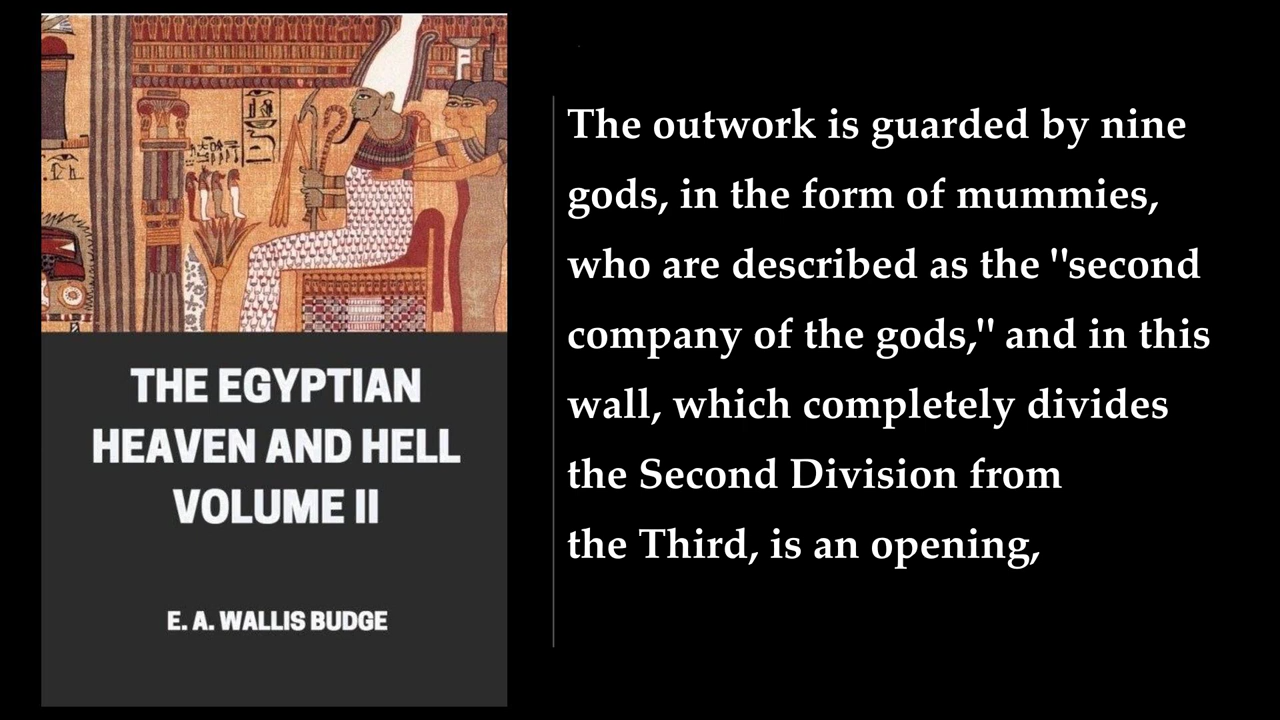 THE EGYPTIAN
HEAVEN AND HELL
VOLUME II
E. A. WALLIS BUDGE
The outwork is guarded by nine
gods, in the form of mummies,
who are described as the "second
company of the gods," and in this
wall, which completely divides
the Second Division from
the Third, is an opening,